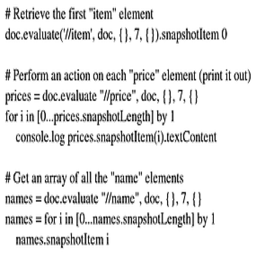 # Retrieve the first "item" element
doc.evaluate('//item', doc, { }, 7, { }).snapshotItem 0
# Perform an action on each "price" element (print it out)
prices = doc.evaluate "//price", doc, { }, 7, { }
for i in [0...prices.snapshotLength] by 1
console.log prices.snapshotItem(i).textContent
# Get an array of all the "name" elements
names = doc.evaluate "//name", doc, { }, 7, { }
names = for i in [0...names.snapshotLength] by 1
names.snapshotItem i